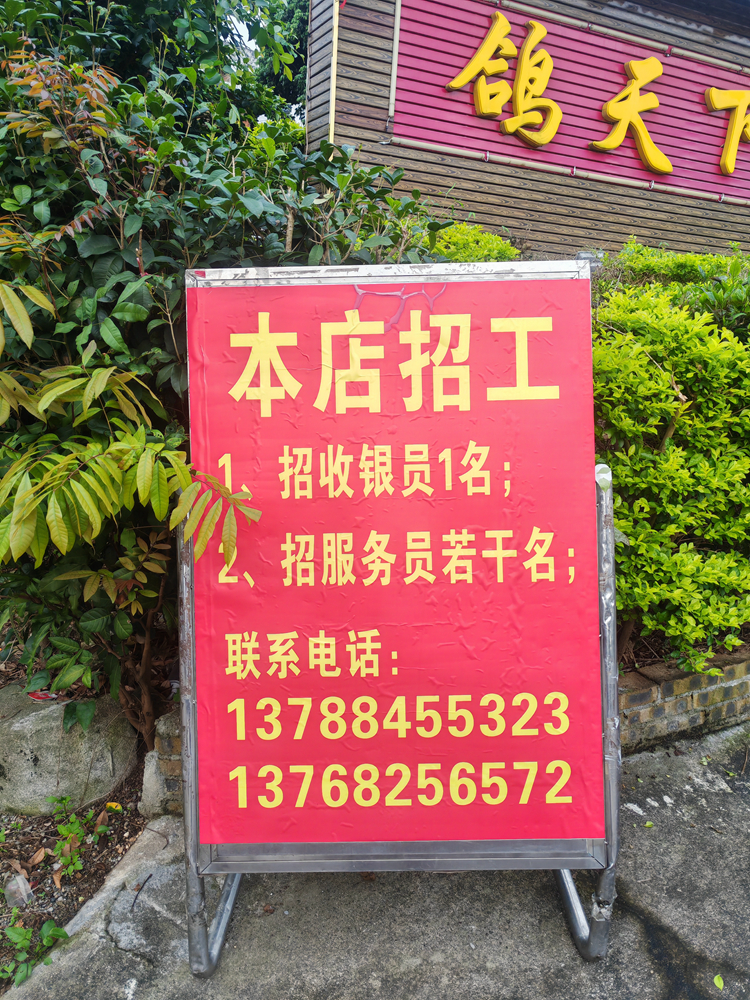 鸽天下
本店招工
1、招收银员1名；
2、招服务员若干名；
联系电话：
13788455323
13768256572